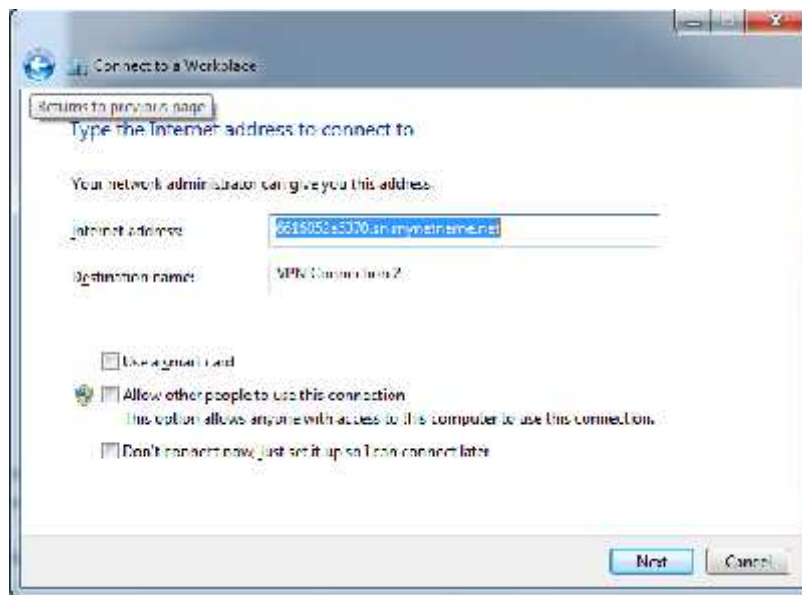 Connect to a Workplace
Returns to previous page
Type the Internet address to connect to
Your network administrator can give you this address.
Internet address:
.sn.mynetname.net
Destination name:
VPN Connection 2
Use a smart card
Allow other people to use this connection
This option allows anyone with access to this computer to use this connection.
Don't connect now; just set it up so I can connect later
Next
Cancel